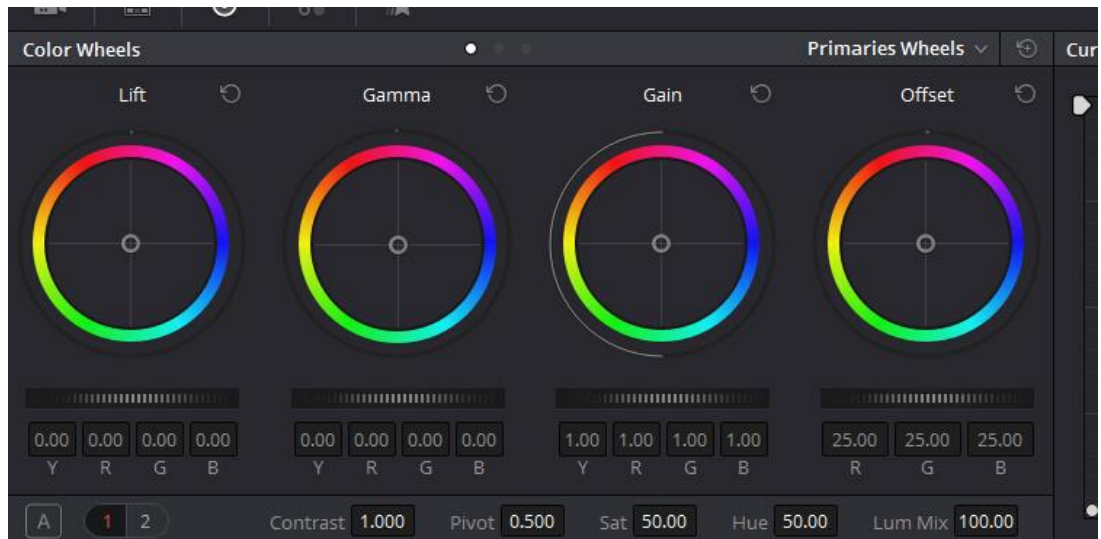 Color Wheels Primaries Wheels Cur
Lift Gamma Gain Offset
0.00 0.00 0.00 0.00 0.00 0.00 0.00 0.00 1.00 1.00 1.00 1.00 25.00 25.00 25.00
Y R G B Y R G B Y R G B R G B
A 1 2 Contrast 1.000 Pivot 0.500 Sat 50.00 Hue 50.00 Lum Mix 100.00